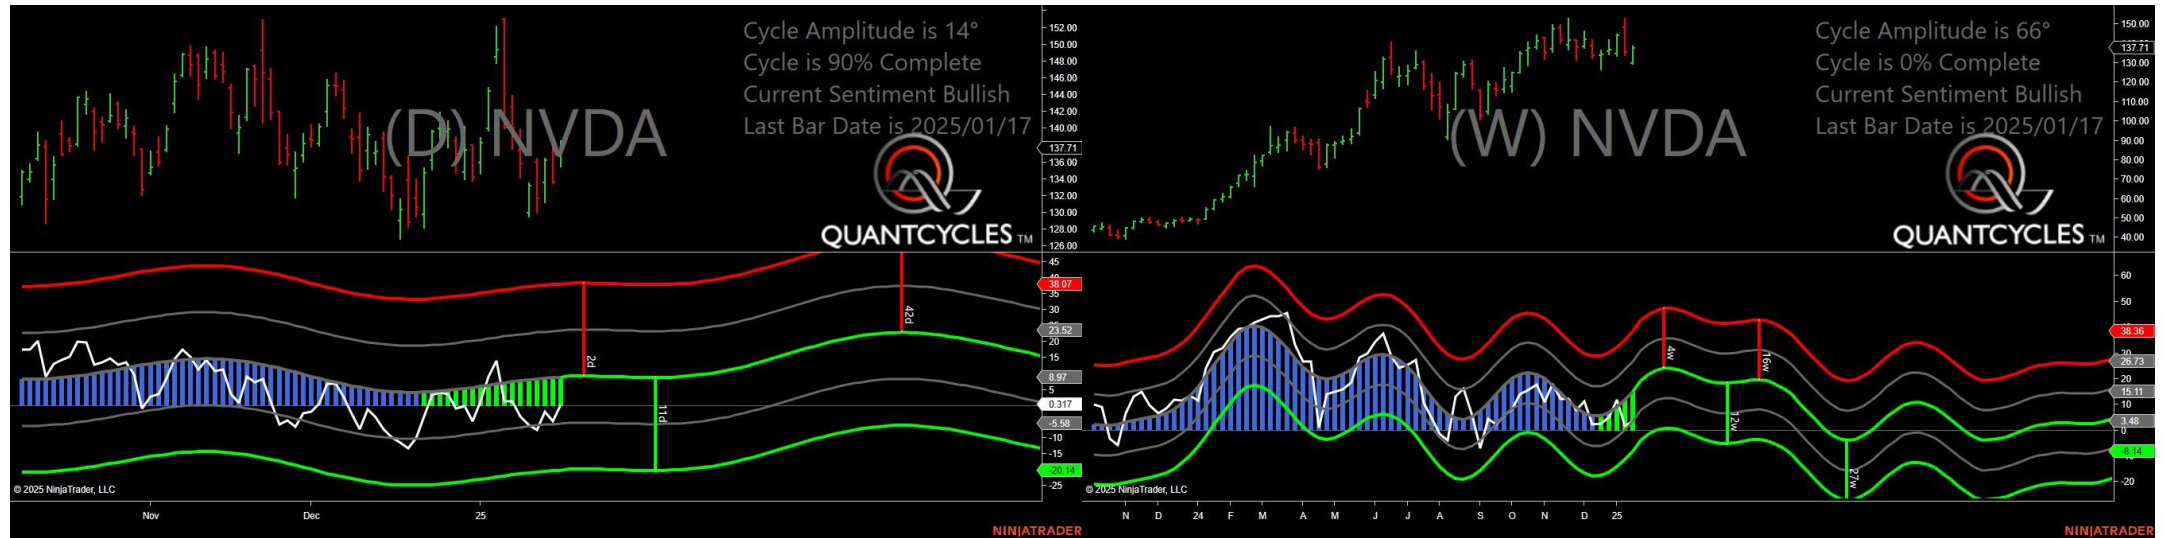 Cycle Amplitude is 14°
Cycle is 90% Complete
Current Sentiment Bullish
Last Bar Date is 2025/01/17
(D) NVDA
QUANTCYCLES TM
152.00
150.00
148.00
146.00
144.00
142.00
140.00
137.71
136.00
134.00
132.00
130.00
128.00
126.00
45
38.07
35
30
23.52
20
15
8.97
5
0.317
-5.58
-10
-15
-20.14
-25
2d
11d
42d
© 2025 NinjaTrader, LLC
Nov
Dec
25
NINJATRADER
Cycle Amplitude is 66°
Cycle is 0% Complete
Current Sentiment Bullish
Last Bar Date is 2025/01/17
(W) NVDA
QUANTCYCLES TM
150.00
137.71
130.00
120.00
110.00
100.00
90.00
80.00
70.00
60.00
50.00
40.00
60
50
38.36
26.73
20
15.11
10
3.48
0
-8.14
-20
4w
12w
16w
27w
© 2025 NinjaTrader, LLC
N D 24 F M A M J J A S O N D 25
NINJATRADER